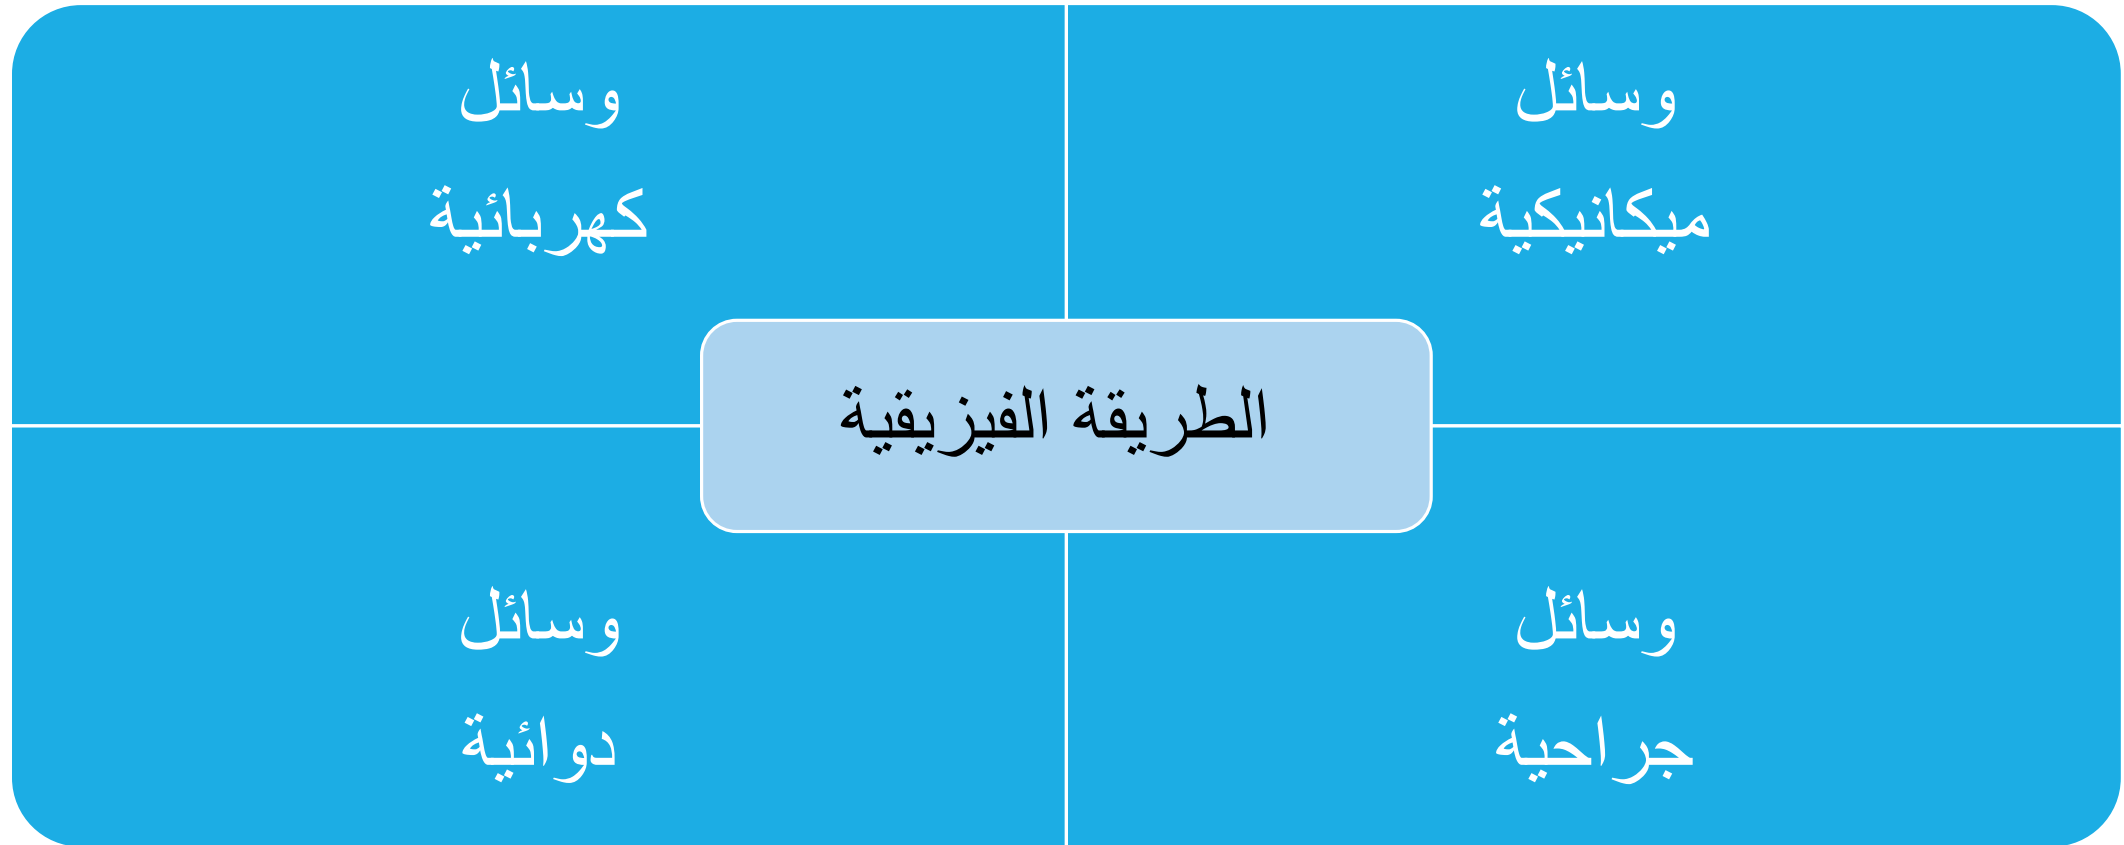 وسائل
ميكانيكية
وسائل
كهربائية
الطريقة الفيزيقية
وسائل
جراحية
وسائل
دوائية